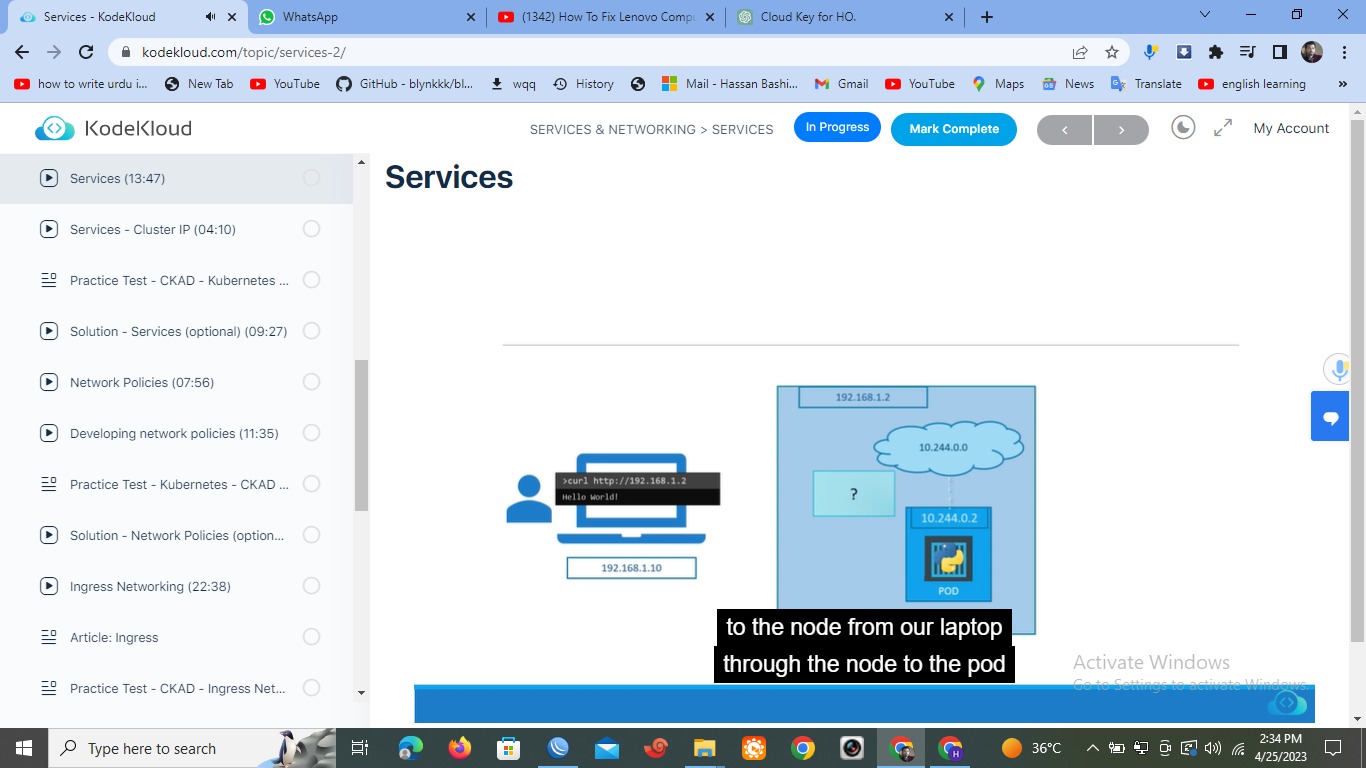 Services - KodeKloud
WhatsApp
(1342) How To Fix Lenovo Compu
Cloud Key for HO.
kodekloud.com/topic/services-2/
how to write urdu i...
New Tab
YouTube
GitHub - blynkkk/bl...
wqq
History
Mail - Hassan Bashi...
Gmail
YouTube
Maps
News
Translate
english learning
»
KodeKloud
SERVICES & NETWORKING > SERVICES
In Progress
Mark Complete
My Account
Services (13:47)
Services - Cluster IP (04:10)
Practice Test - CKAD - Kubernetes ...
Solution - Services (optional) (09:27)
Network Policies (07:56)
Developing network policies (11:35)
Practice Test - Kubernetes - CKAD ...
Solution - Network Policies (option...
Ingress Networking (22:38)
Article: Ingress
Practice Test - CKAD - Ingress Net...
Services
192.168.1.2
10.244.0.0
>curl http://192.168.1.2
Hello World!
?
10.244.0.2
POD
192.168.1.10
to the node from our laptop
through the node to the pod
Activate Windows
Go to Settings to activate Windows.
Type here to search
36°C
2:34 PM
4/25/2023